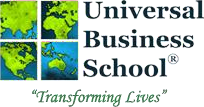 Universal
Business
School®
“Transforming Lives”